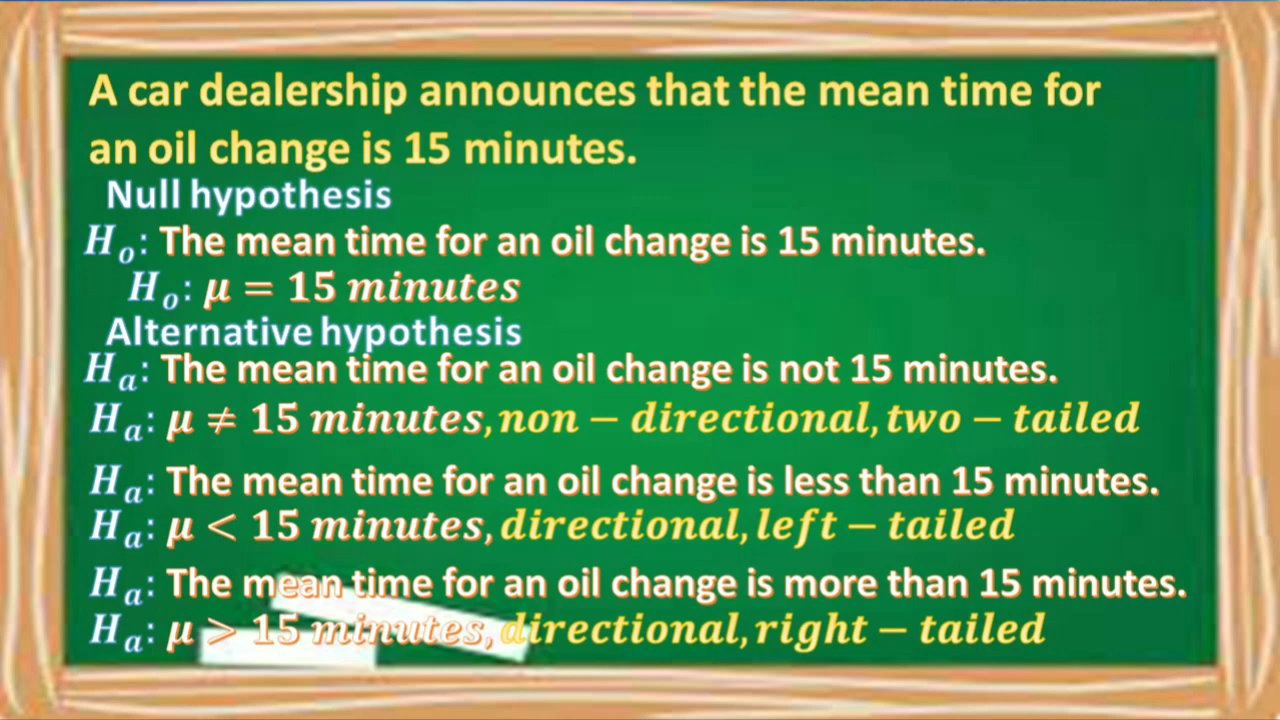 A car dealership announces that the mean time for
an oil change is 15 minutes.
Null hypothesis
Hₒ: The mean time for an oil change is 15 minutes.
Hₒ: μ = 15 minutes
Alternative hypothesis
Hₐ: The mean time for an oil change is not 15 minutes.
Hₐ: μ ≠ 15 minutes, non − directional, two − tailed
Hₐ: The mean time for an oil change is less than 15 minutes.
Hₐ: μ < 15 minutes, directional, left − tailed
Hₐ: The mean time for an oil change is more than 15 minutes.
Hₐ: μ > 15 minutes, directional, right − tailed